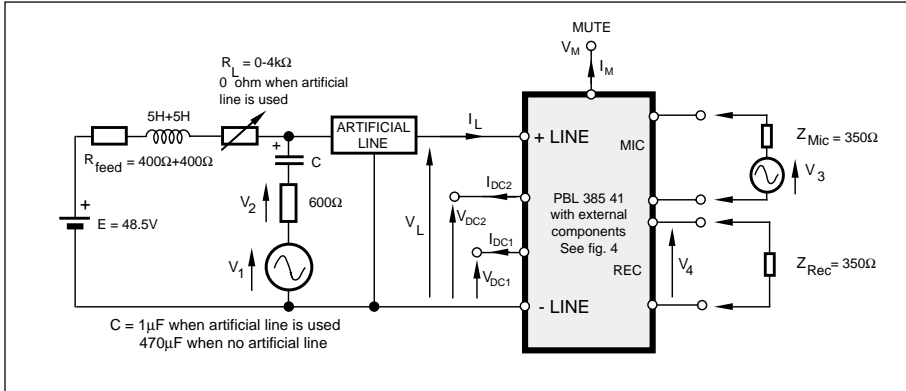 MUTE
V_M
I_M
R_L = 0-4kΩ
0 ohm when artificial
line is used
5H+5H
R_feed = 400Ω+400Ω
+
C
ARTIFICIAL
LINE
I_L
+ LINE
MIC
Z_Mic = 350Ω
V_3
I_DC2
V_DC2
V_2
600Ω
V_L
PBL 385 41
with external
components
See fig. 4
+
E = 48.5V
I_DC1
V_DC1
REC
V_4
Z_Rec = 350Ω
V_1
- LINE
C = 1µF when artificial line is used
470µF when no artificial line